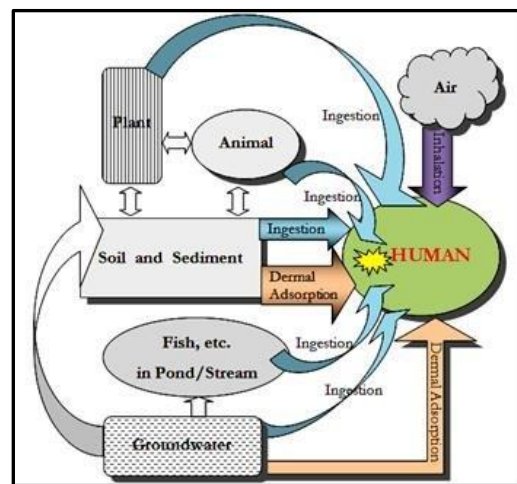 Air
Plant
Ingestion
Inhalation
Animal
Ingestion
Ingestion
Soil and Sediment
HUMAN
Dermal
Adsorption
Fish, etc.
in Pond/Stream
Ingestion
Ingestion
Dermal Adsorption
Groundwater